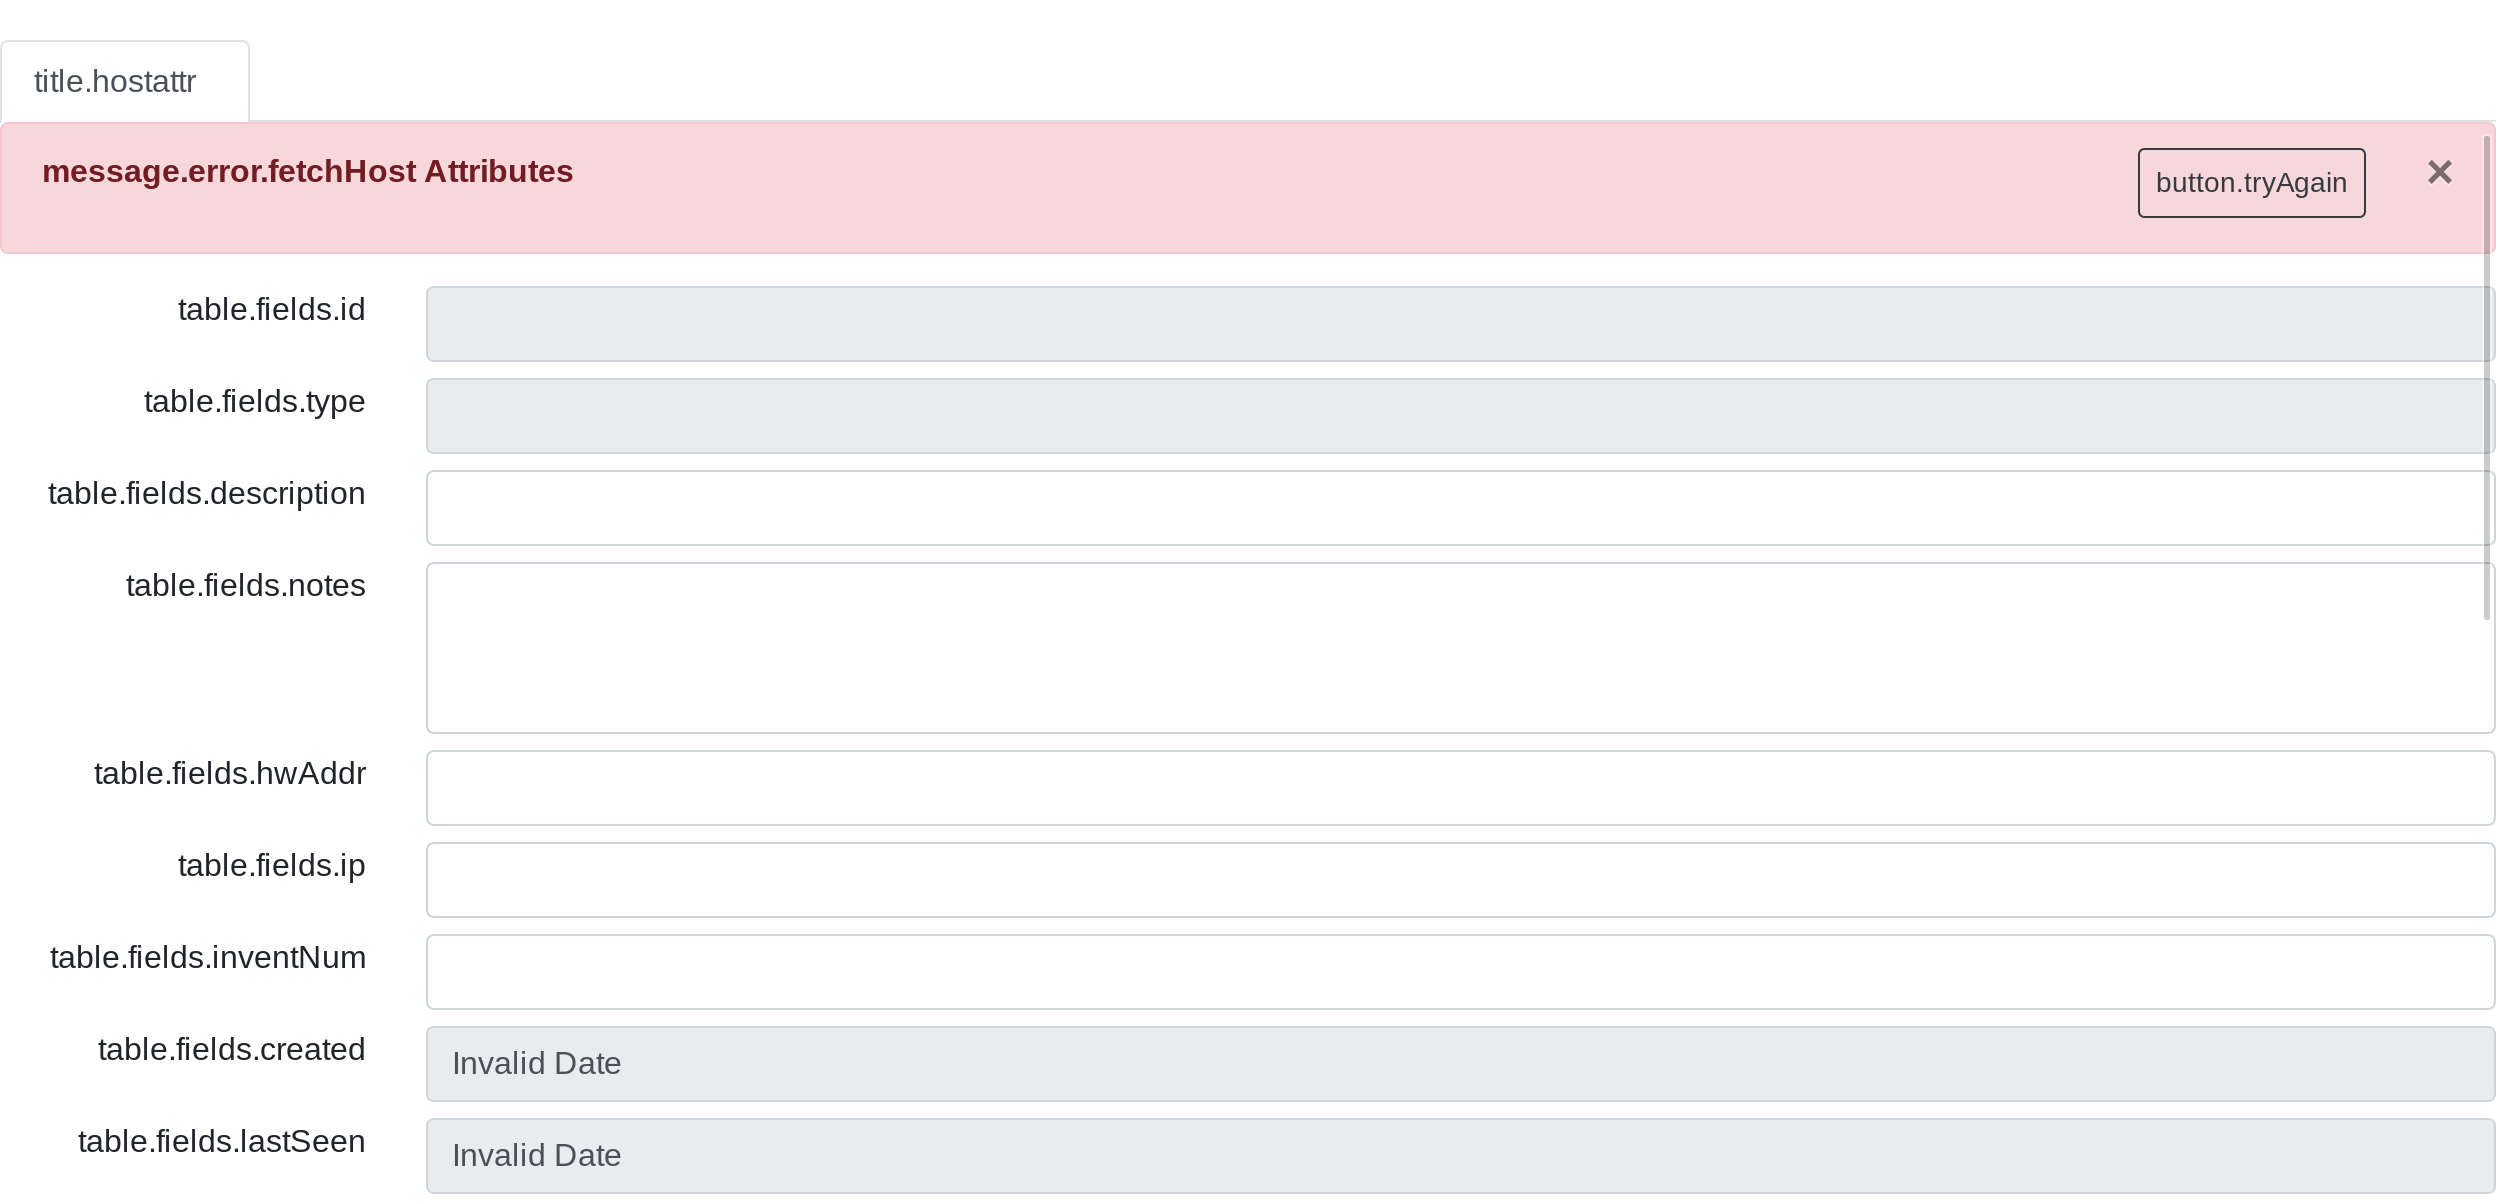 title.hostattr
message.error.fetchHost Attributes
button.tryAgain
×
table.fields.id
table.fields.type
table.fields.description
table.fields.notes
table.fields.hwAddr
table.fields.ip
table.fields.inventNum
table.fields.created
Invalid Date
table.fields.lastSeen
Invalid Date